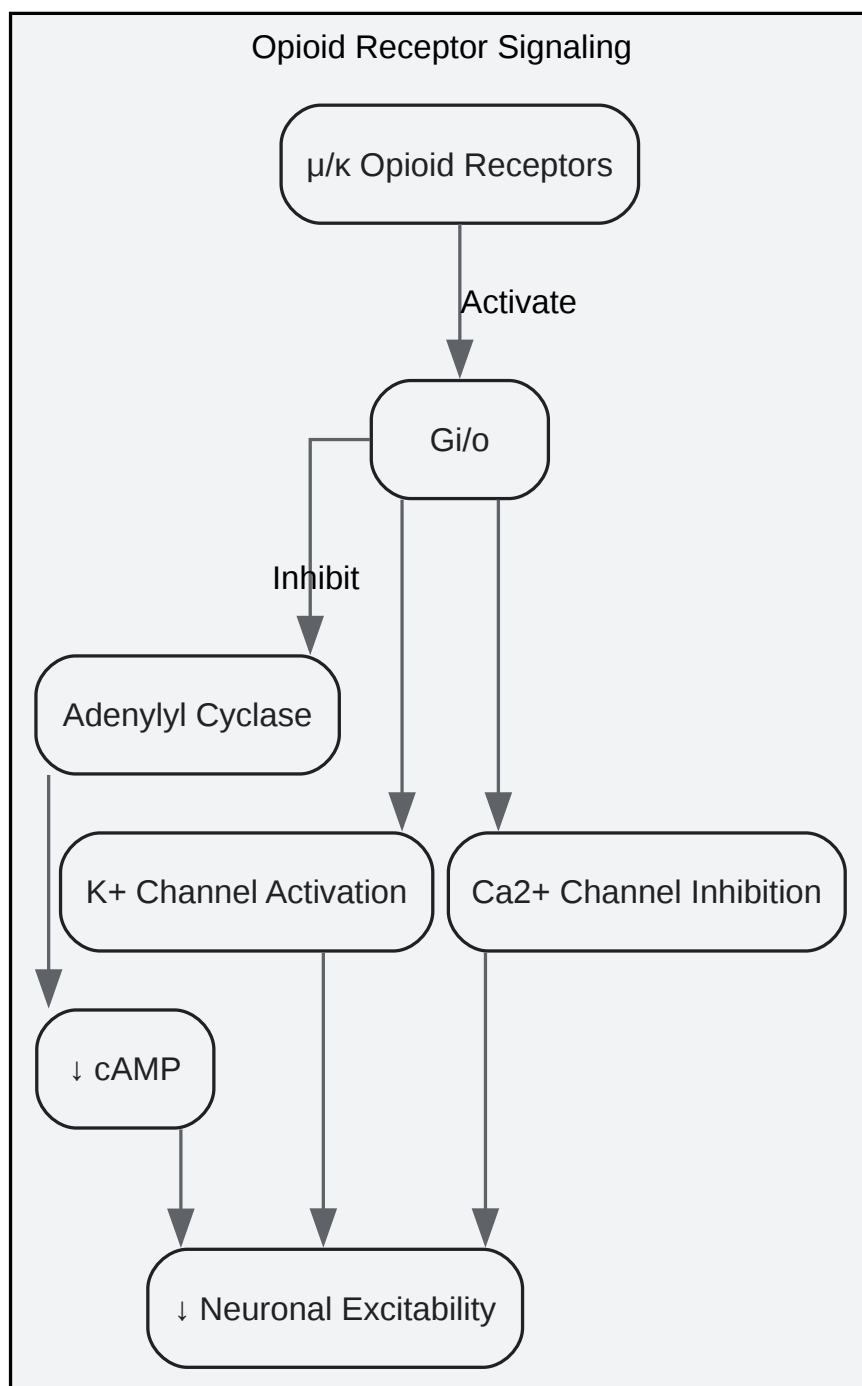 Opioid Receptor Signaling
μ/κ Opioid Receptors
Activate
Gi/o
Inhibit
Adenylyl Cyclase
K+ Channel Activation
Ca2+ Channel Inhibition
↓ cAMP
↓ Neuronal Excitability